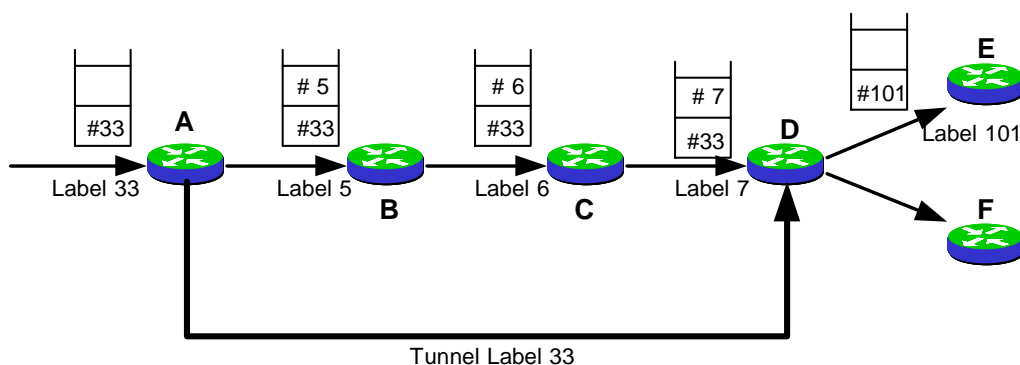 E
# 5
# 6
#101
# 7
#33
A
#33
#33
D
#33
Label 101
Label 33
Label 5
Label 6
Label 7
B
C
F
Tunnel Label 33